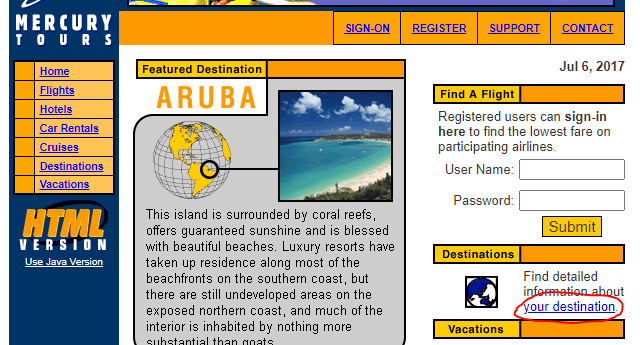 MERCURY
TOURS
SIGN-ON
REGISTER
SUPPORT
CONTACT
Home
Flights
Hotels
Car Rentals
Cruises
Destinations
Vacations
HTML
VERSION
Use Java Version
Featured Destination
ARUBA
This island is surrounded by coral reefs,
offers guaranteed sunshine and is blessed
with beautiful beaches. Luxury resorts have
taken up residence along most of the
beachfronts on the southern coast, but
there are still undeveloped areas on the
exposed northern coast, and much of the
interior is inhabited by nothing more
substantial than goats.
Jul 6, 2017
Find A Flight
Registered users can sign-in
here to find the lowest fare on
participating airlines.
User Name:
Password:
Submit
Destinations
Find detailed
information about
your destination.
Vacations